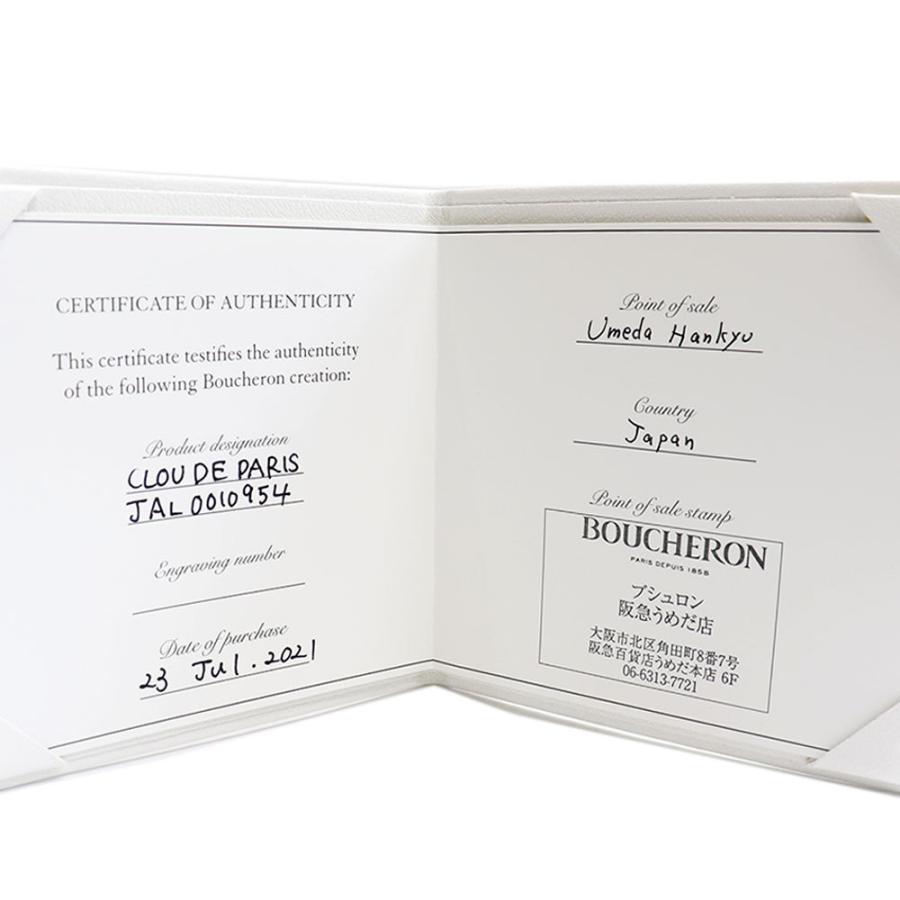 CERTIFICATE OF AUTHENTICITY
This certificate testifies the authenticity
of the following Boucheron creation:
Product designation
CLOU DE PARIS
JAL 0010954
Engraving number
Date of purchase
23 Jul. 2021
Point of sale
Umeda Hankyu
Country
Japan
Point of sale stamp
BOUCHERON
PARIS DEPUIS 1858
ブシュロン
阪急うめだ店
大阪市北区角田町8番7号
阪急百貨店うめだ本店 6F
06-6313-7721